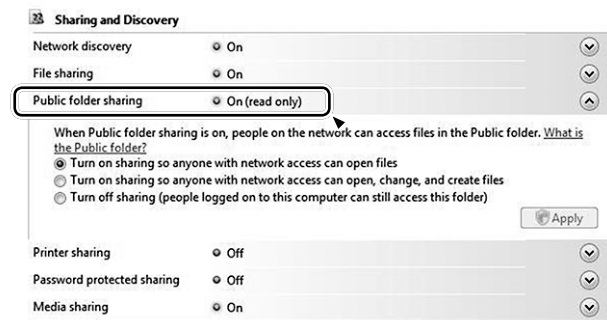 Sharing and Discovery
Network discovery On
File sharing On
Public folder sharing On (read only)
When Public folder sharing is on, people on the network can access files in the Public folder. What is
the Public folder?
Turn on sharing so anyone with network access can open files
Turn on sharing so anyone with network access can open, change, and create files
Turn off sharing (people logged on to this computer can still access this folder)
Apply
Printer sharing Off
Password protected sharing Off
Media sharing On